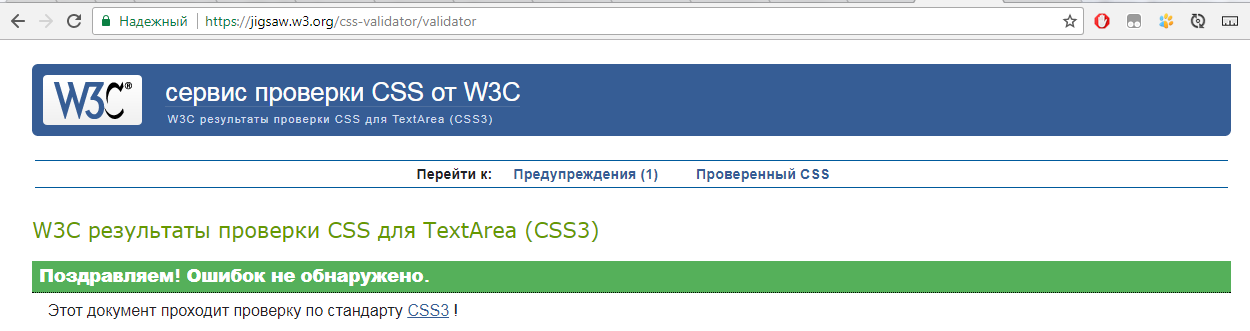 Надежный https://jigsaw.w3.org/css-validator/validator
W3C® сервис проверки CSS от W3C
W3C результаты проверки CSS для TextArea (CSS3)
Перейти к: Предупреждения (1) Проверенный CSS
W3C результаты проверки CSS для TextArea (CSS3)
Поздравляем! Ошибок не обнаружено.
Этот документ проходит проверку по стандарту CSS3 !